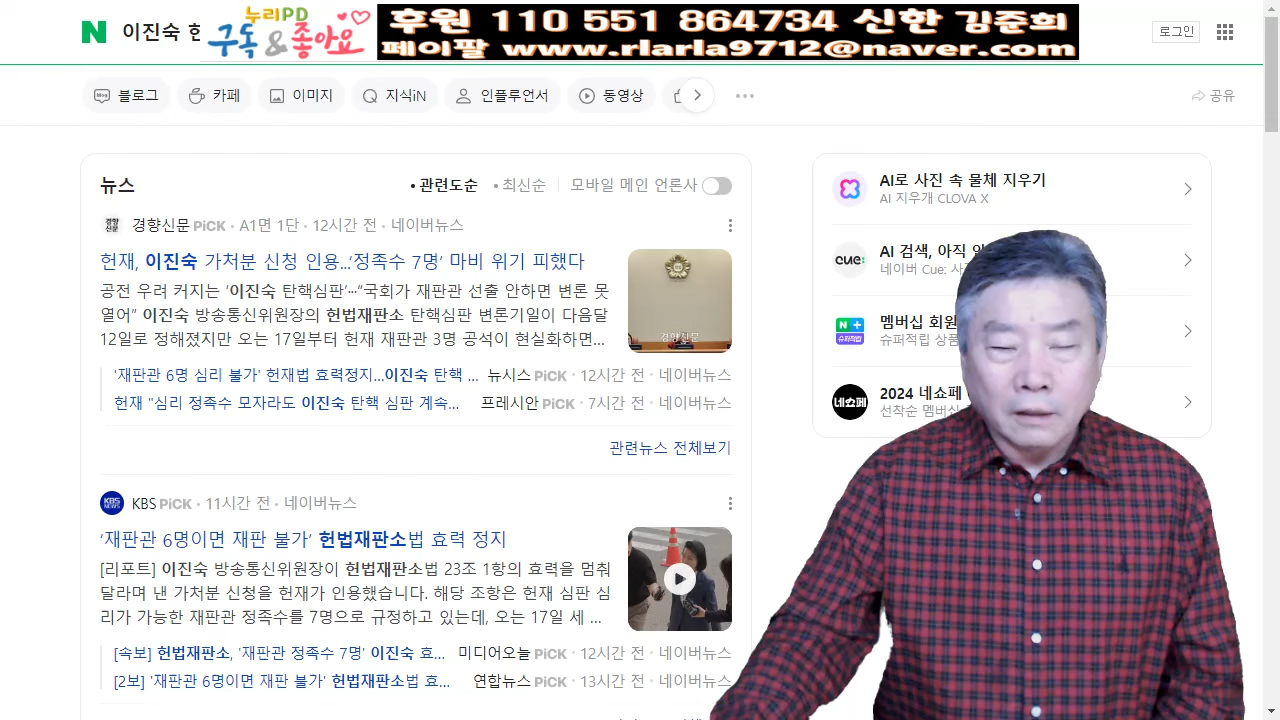 N 이진숙 헌
누리PD
구독&좋아요
후원 110 551 864734 신한 김준희
페이팔 www.rlarla9712@naver.com
로그인
블로그 카페 이미지 지식iN 인플루언서 동영상
공유
뉴스
• 관련도순 • 최신순 모바일 메인 언론사
경향신문 PiCK · A1면 1단 · 12시간 전 · 네이버뉴스
헌재, 이진숙 가처분 신청 인용...‘정족수 7명’ 마비 위기 피했다
공전 우려 커지는 ‘이진숙 탄핵심판’…“국회가 재판관 선출 안하면 변론 못
열어” 이진숙 방송통신위원장의 헌법재판소 탄핵심판 변론기일이 다음달
12일로 정해졌지만 오는 17일부터 헌재 재판관 3명 공석이 현실화하면...
경향신문
'재판관 6명 심리 불가' 헌재법 효력정지...이진숙 탄핵 ... 뉴시스 PiCK · 12시간 전 · 네이버뉴스
헌재 "심리 정족수 모자라도 이진숙 탄핵 심판 계속... 프레시안 PiCK · 7시간 전 · 네이버뉴스
관련뉴스 전체보기
KBS NEWS
KBS PiCK · 11시간 전 · 네이버뉴스
‘재판관 6명이면 재판 불가’ 헌법재판소법 효력 정지
[리포트] 이진숙 방송통신위원장이 헌법재판소법 23조 1항의 효력을 멈춰
달라며 낸 가처분 신청을 헌재가 인용했습니다. 해당 조항은 헌재 심판 심
리가 가능한 재판관 정족수를 7명으로 규정하고 있는데, 오는 17일 세 ...
[속보] 헌법재판소, '재판관 정족수 7명' 이진숙 효... 미디어오늘 PiCK · 12시간 전 · 네이버뉴스
[2보] '재판관 6명이면 재판 불가' 헌법재판소법 효... 연합뉴스 PiCK · 13시간 전 · 네이버뉴스
AI로 사진 속 물체 지우기
AI 지우개 CLOVA X
cue:
AI 검색, 아직
네이버 Cue:
N+
슈퍼적립
멤버십 회원
슈퍼적립 상품
네쇼페
2024 네쇼페
선착순 멤버십